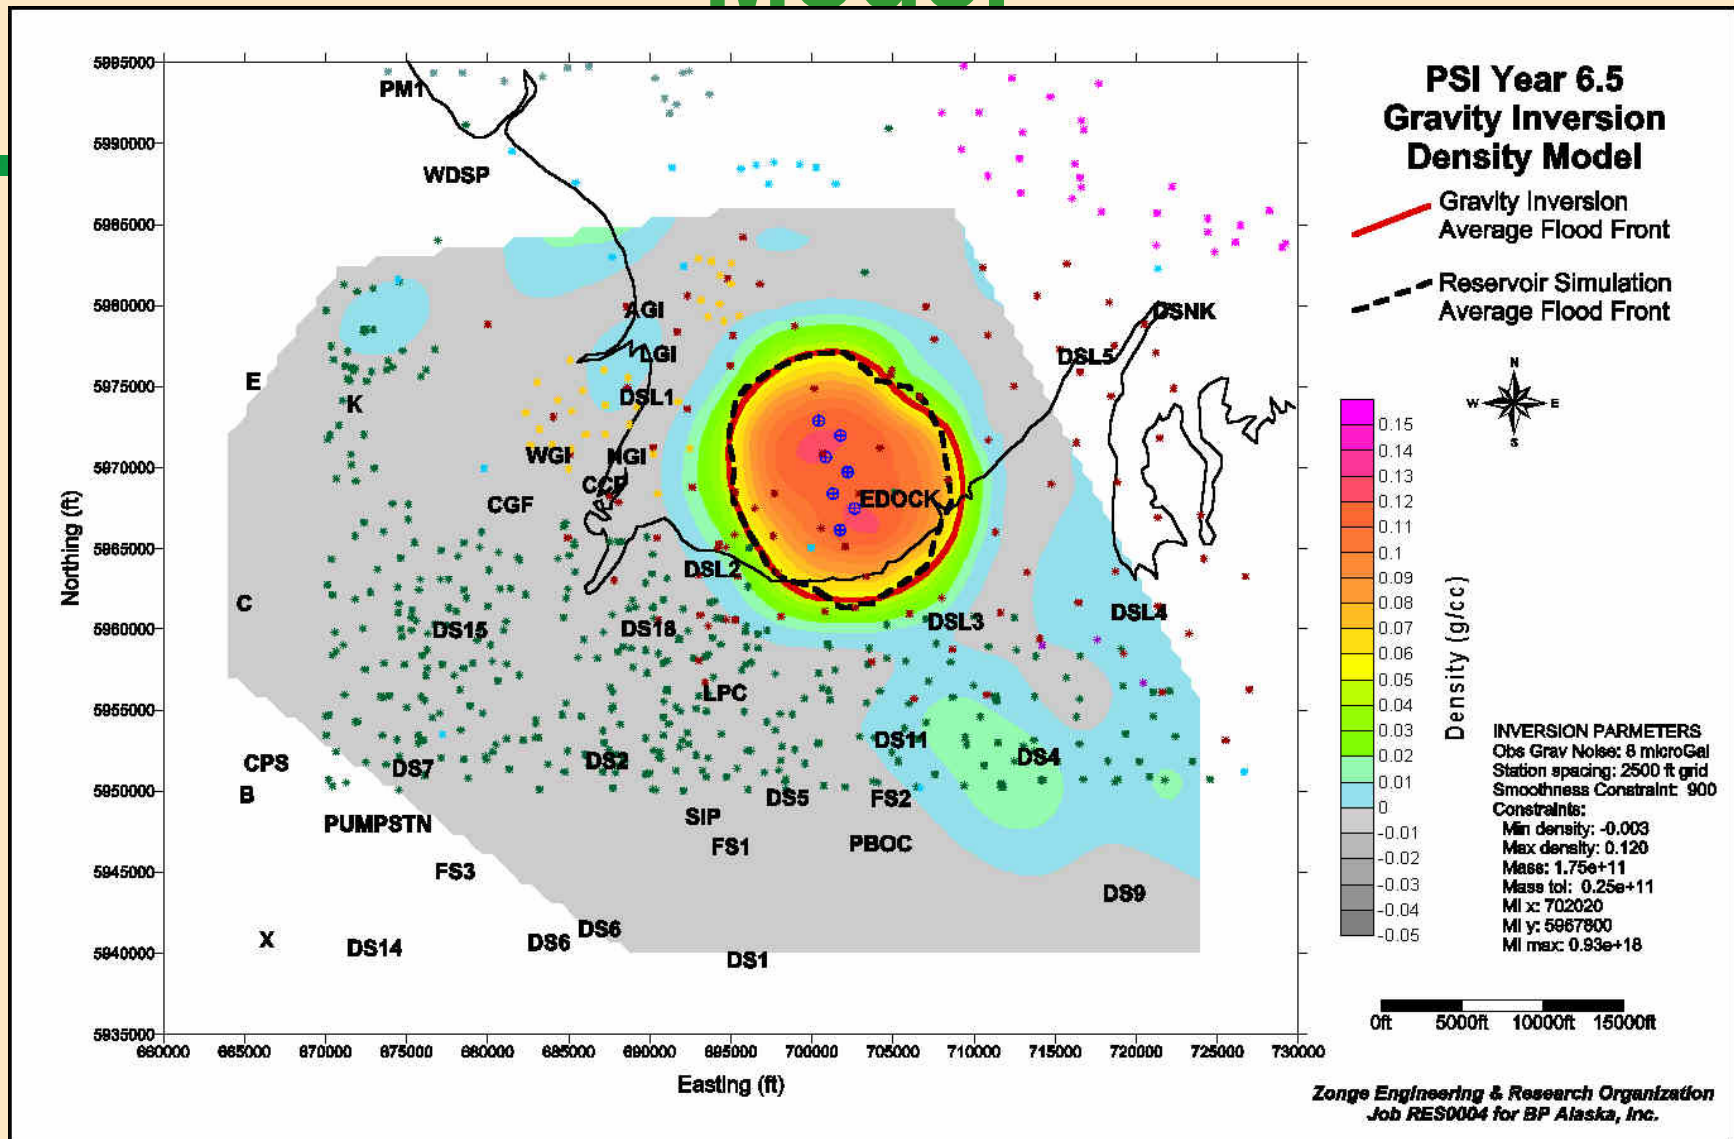 Model
PSI Year 6.5
Gravity Inversion
Density Model
Gravity Inversion
Average Flood Front
Reservoir Simulation
Average Flood Front
N
W E
S
5995000
5990000
5985000
5980000
5975000
5970000
5965000
5960000
5955000
5950000
5945000
5940000
5935000
Northing (ft)
660000 665000 670000 675000 680000 685000 690000 695000 700000 705000 710000 715000 720000 725000 730000
Easting (ft)
PM1
WDSP
AGI
DSNK
LGI
DSL5
E
K
DSL1
WGI
NGI
CCP
CGF
EDOCK
DSL2
C
DS15
DS18
DSL3
DSL4
LPC
CPS
DS7
DS2
DS11
DS4
B
DS5
FS2
PUMPSTN
SIP
FS1
PBOC
FS3
DS9
X
DS14
DS6
DS6
DS1
0.15
0.14
0.13
0.12
0.11
0.1
0.09
0.08
0.07
0.06
0.05
0.04
0.03
0.02
0.01
0
-0.01
-0.02
-0.03
-0.04
-0.05
Density (g/cc)
INVERSION PARMETERS
Obs Grav Noise: 8 microGal
Station spacing: 2500 ft grid
Smoothness Constraint: 900
Constraints:
Min density: -0.003
Max density: 0.120
Mass: 1.75e+11
Mass tol: 0.25e+11
MI x: 702020
MI y: 5967800
MI max: 0.93e+18
0ft 5000ft 10000ft 15000ft
Zonge Engineering & Research Organization
Job RES0004 for BP Alaska, Inc.